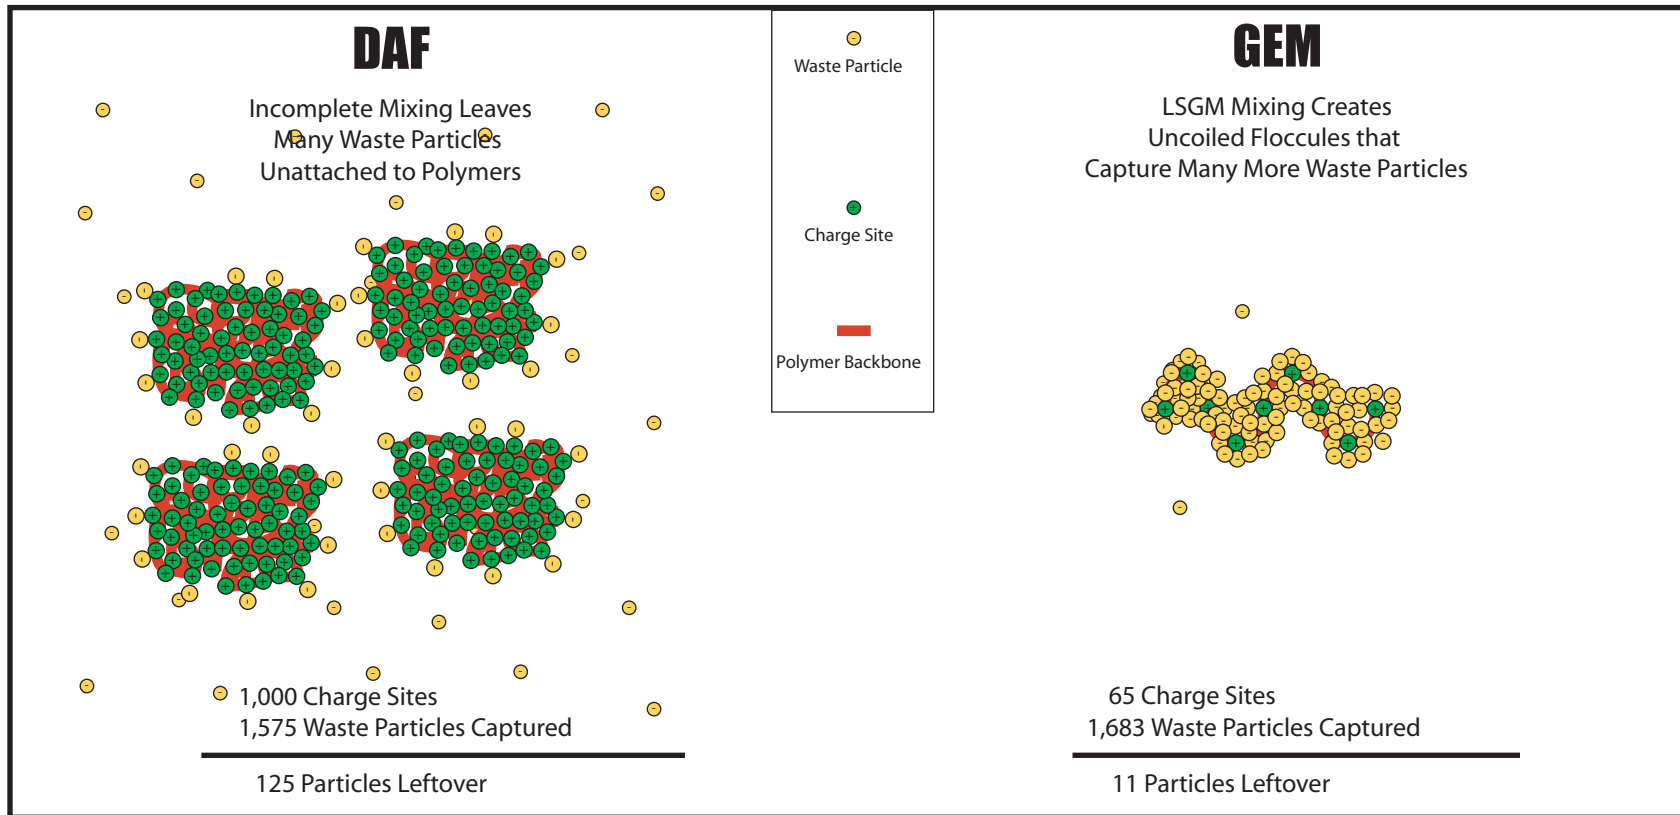 DAF
Incomplete Mixing Leaves
Many Waste Particles
Unattached to Polymers
1,000 Charge Sites
1,575 Waste Particles Captured
125 Particles Leftover
Waste Particle
Charge Site
Polymer Backbone
GEM
LSGM Mixing Creates
Uncoiled Floccules that
Capture Many More Waste Particles
65 Charge Sites
1,683 Waste Particles Captured
11 Particles Leftover